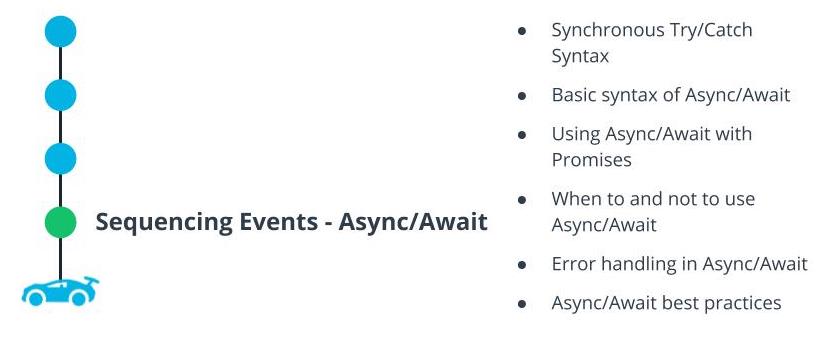 Sequencing Events - Async/Await
● Synchronous Try/Catch
Syntax
● Basic syntax of Async/Await
● Using Async/Await with
Promises
● When to and not to use
Async/Await
● Error handling in Async/Await
● Async/Await best practices